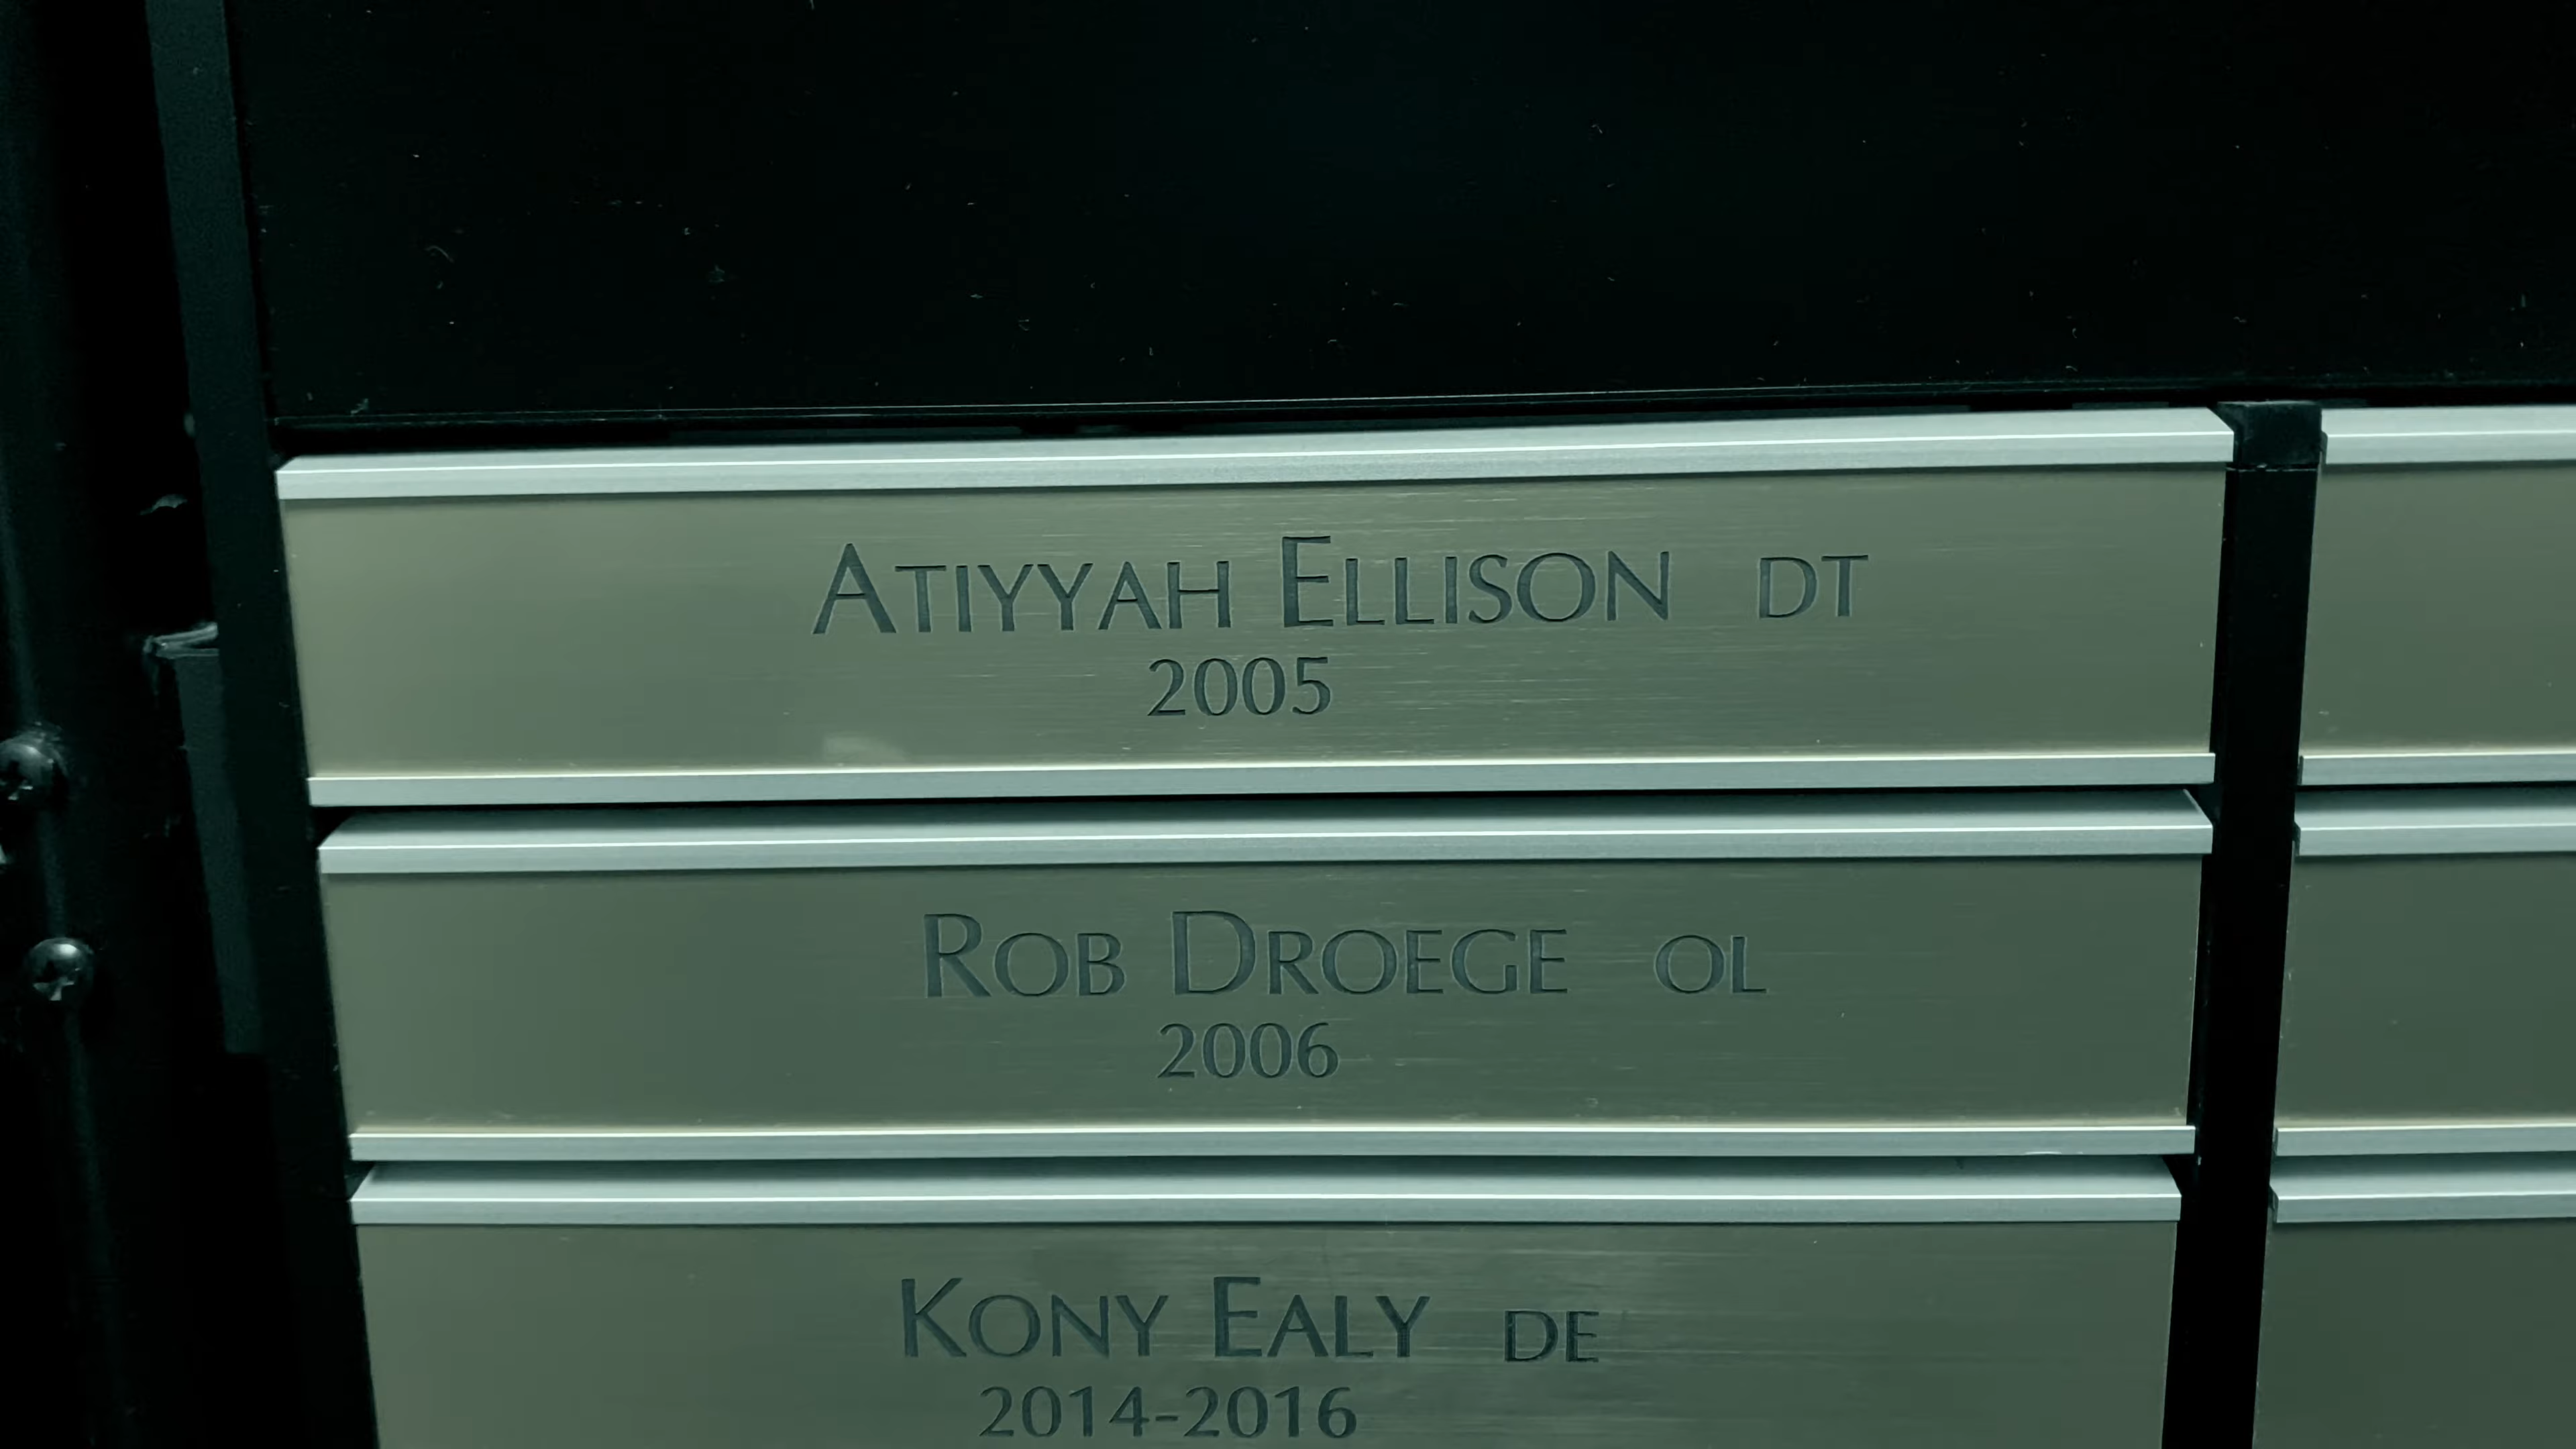 ATIYYAH ELLISON DT
2005
ROB DROEGE OL
2006
KONY EALY DE
2014-2016